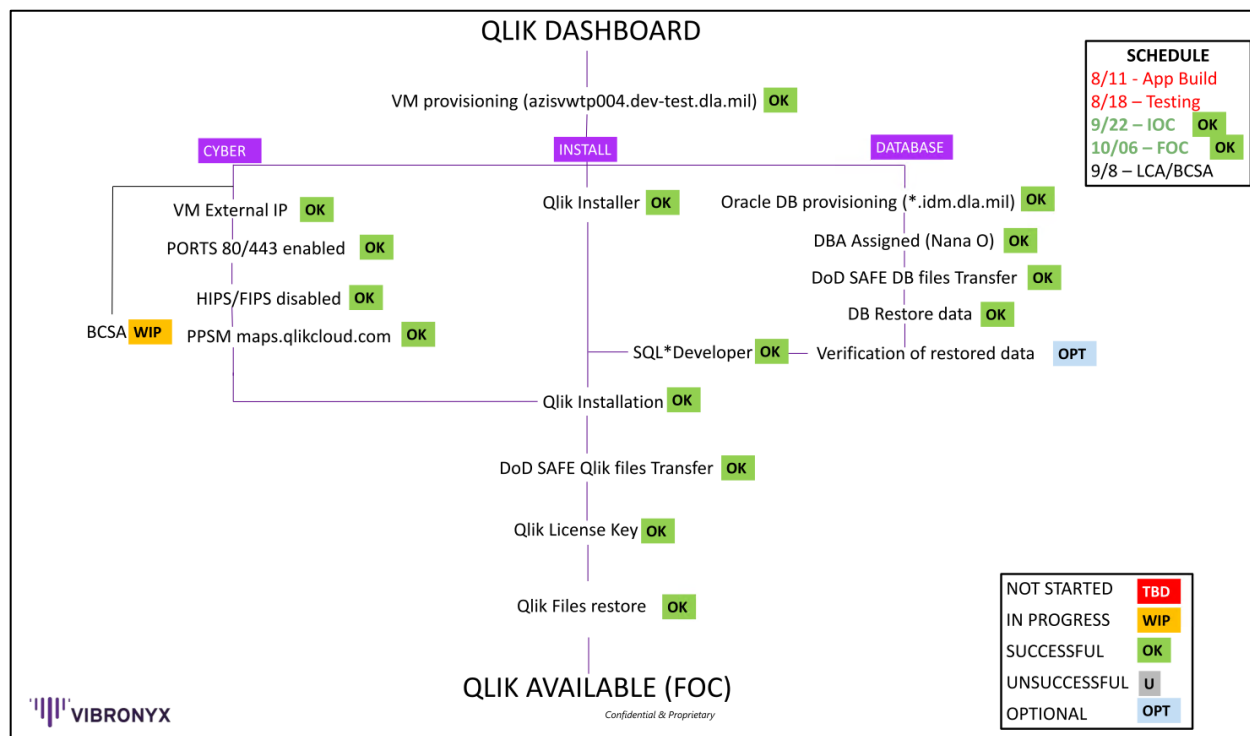 QLIK DASHBOARD
SCHEDULE
8/11 - App Build
8/18 – Testing
9/22 – IOC OK
10/06 – FOC OK
9/8 – LCA/BCSA
VM provisioning (azisvwtp004.dev-test.dla.mil) OK
CYBER
INSTALL
DATABASE
VM External IP OK
PORTS 80/443 enabled OK
HIPS/FIPS disabled OK
BCSA WIP
PPSM maps.qlikcloud.com OK
Qlik Installer OK
Oracle DB provisioning (*.idm.dla.mil) OK
DBA Assigned (Nana O) OK
DoD SAFE DB files Transfer OK
DB Restore data OK
SQL*Developer OK
Verification of restored data OPT
Qlik Installation OK
DoD SAFE Qlik files Transfer OK
Qlik License Key OK
Qlik Files restore OK
QLIK AVAILABLE (FOC)
Confidential & Proprietary
VIBRONYX
NOT STARTED TBD
IN PROGRESS WIP
SUCCESSFUL OK
UNSUCCESSFUL U
OPTIONAL OPT